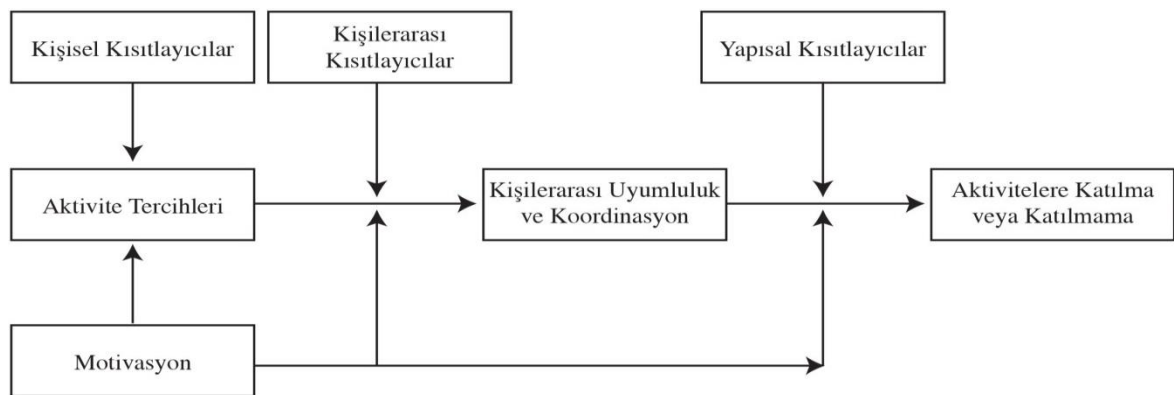 Kişisel Kısıtlayıcılar
Kişilerarası
Kısıtlayıcılar
Yapısal Kısıtlayıcılar
Aktivite Tercihleri
Kişilerarası Uyumluluk
ve Koordinasyon
Aktivitelere Katılma
veya Katılmama
Motivasyon